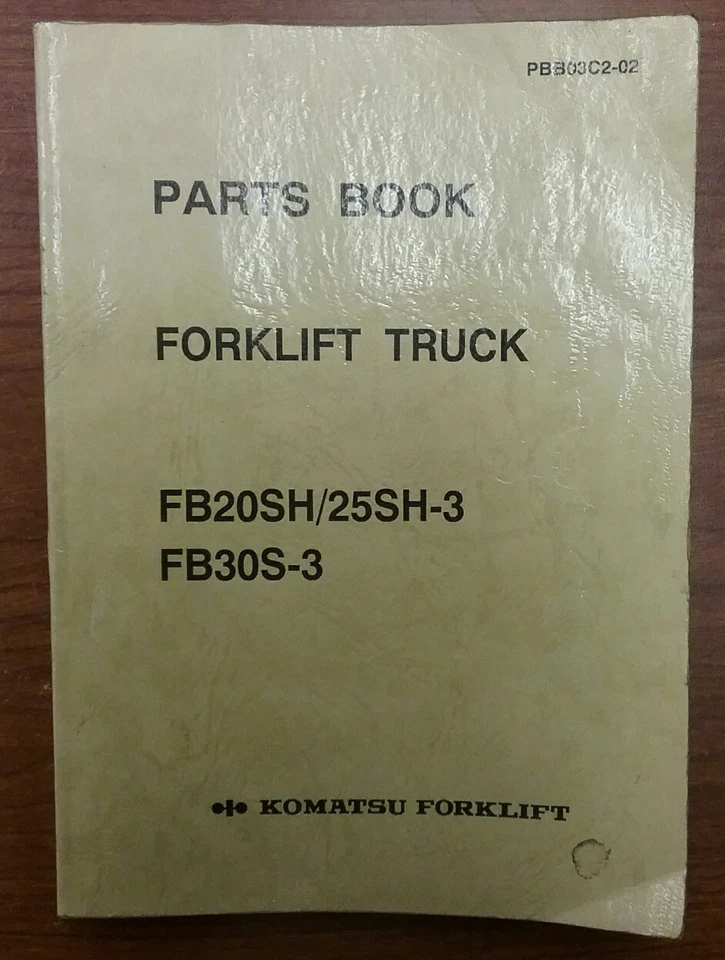 PBB03C2-02
PARTS BOOK
FORKLIFT TRUCK
FB20SH/25SH-3
FB30S-3
KOMATSU FORKLIFT